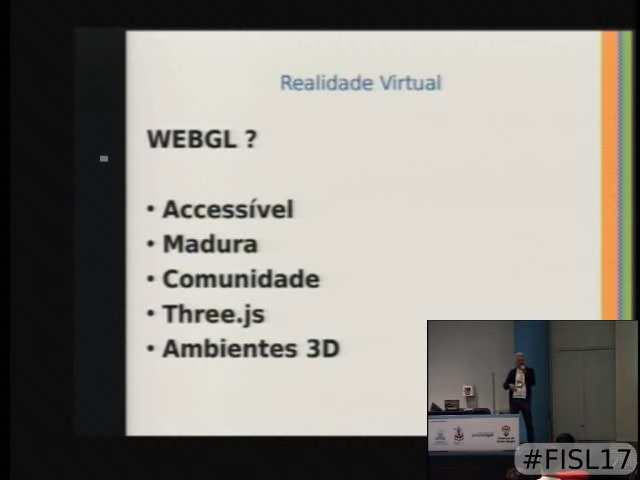 Realidade Virtual
WEBGL ?
• Accessível
• Madura
• Comunidade
• Three.js
• Ambientes 3D
#FISL17